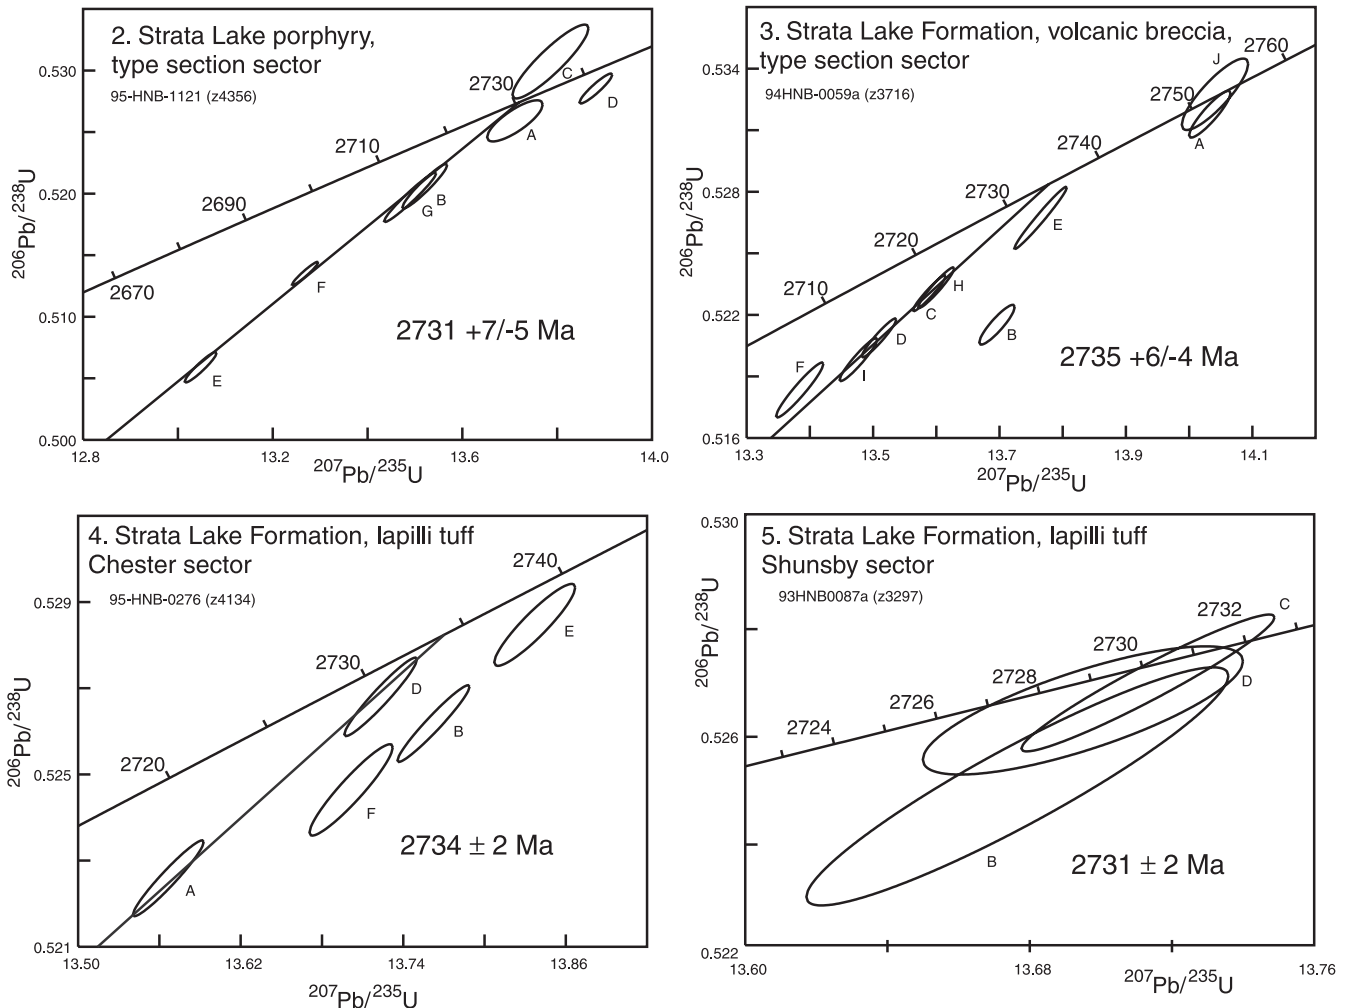 2. Strata Lake porphyry,
type section sector
95-HNB-1121 (z4356)
0.530
0.520
0.510
0.500
206Pb/238U
2670
2690
2710
2730
C
D
A
B
G
F
E
2731 +7/-5 Ma
12.8
13.2
13.6
14.0
207Pb/235U
3. Strata Lake Formation, volcanic breccia,
type section sector
94HNB-0059a (z3716)
0.534
0.528
0.522
0.516
206Pb/238U
2710
2720
2730
2740
2750
2760
J
A
E
H
C
B
D
I
F
2735 +6/-4 Ma
13.3
13.5
13.7
13.9
14.1
207Pb/235U
4. Strata Lake Formation, lapilli tuff
Chester sector
95-HNB-0276 (z4134)
0.529
0.525
0.521
206Pb/238U
2720
2730
2740
E
D
B
F
A
2734 ± 2 Ma
13.50
13.62
13.74
13.86
207Pb/235U
5. Strata Lake Formation, lapilli tuff
Shunsby sector
93HNB0087a (z3297)
0.530
0.526
0.522
206Pb/238U
2724
2726
2728
2730
2732
C
D
B
2731 ± 2 Ma
13.60
13.68
13.76
207Pb/235U